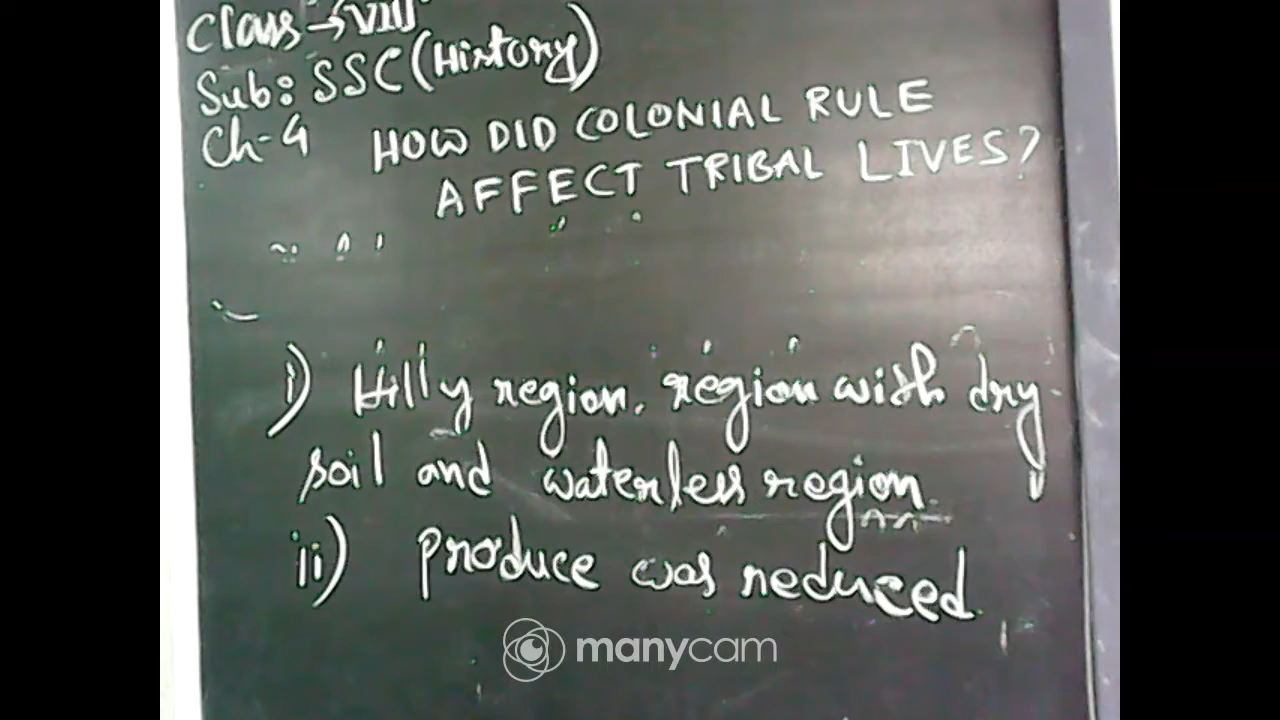 Class → VIII
Sub: SSC (History)
Ch-4 HOW DID COLONIAL RULE
AFFECT TRIBAL LIVES?
i) Hilly region, region with dry
soil and waterless region
ii) produce was reduced
manycam